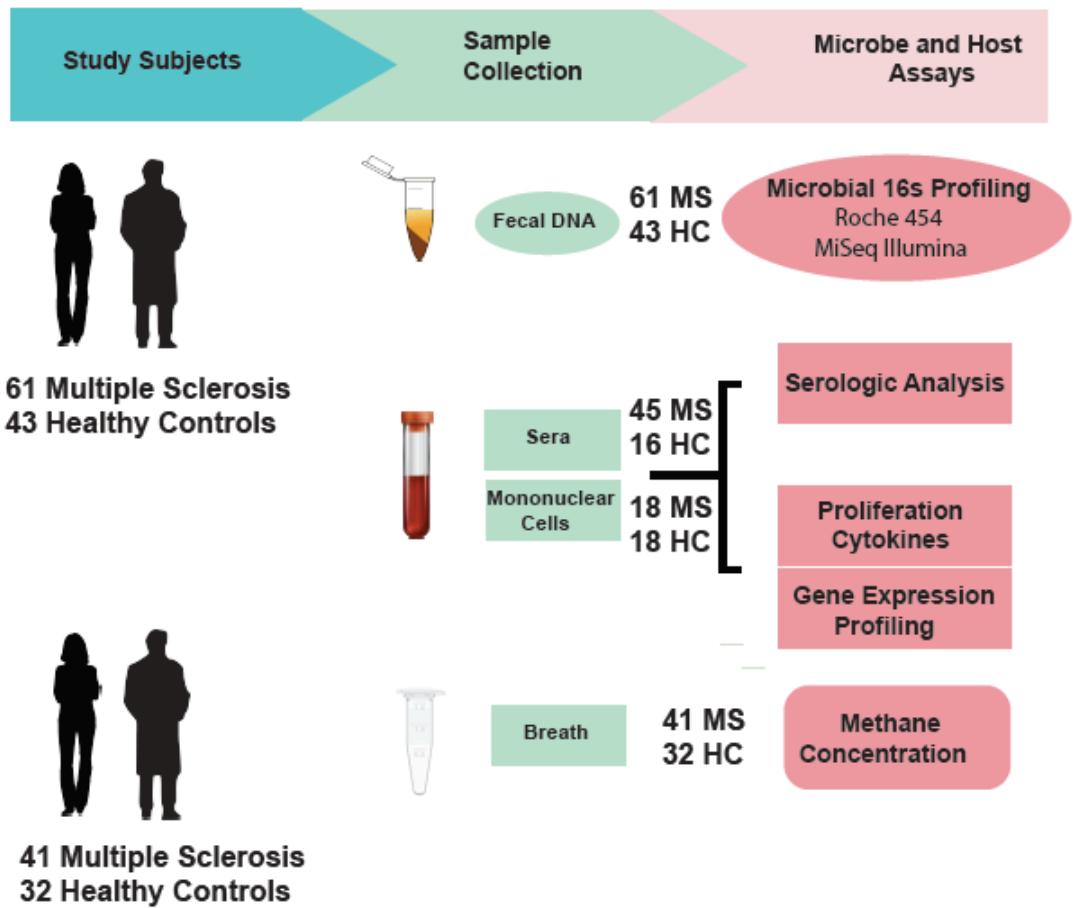 Study Subjects
Sample
Collection
Microbe and Host
Assays
61 Multiple Sclerosis
43 Healthy Controls
Fecal DNA
61 MS
43 HC
Microbial 16s Profiling
Roche 454
MiSeq Illumina
Sera
45 MS
16 HC
Mononuclear
Cells
18 MS
18 HC
Serologic Analysis
Proliferation
Cytokines
Gene Expression
Profiling
41 Multiple Sclerosis
32 Healthy Controls
Breath
41 MS
32 HC
Methane
Concentration